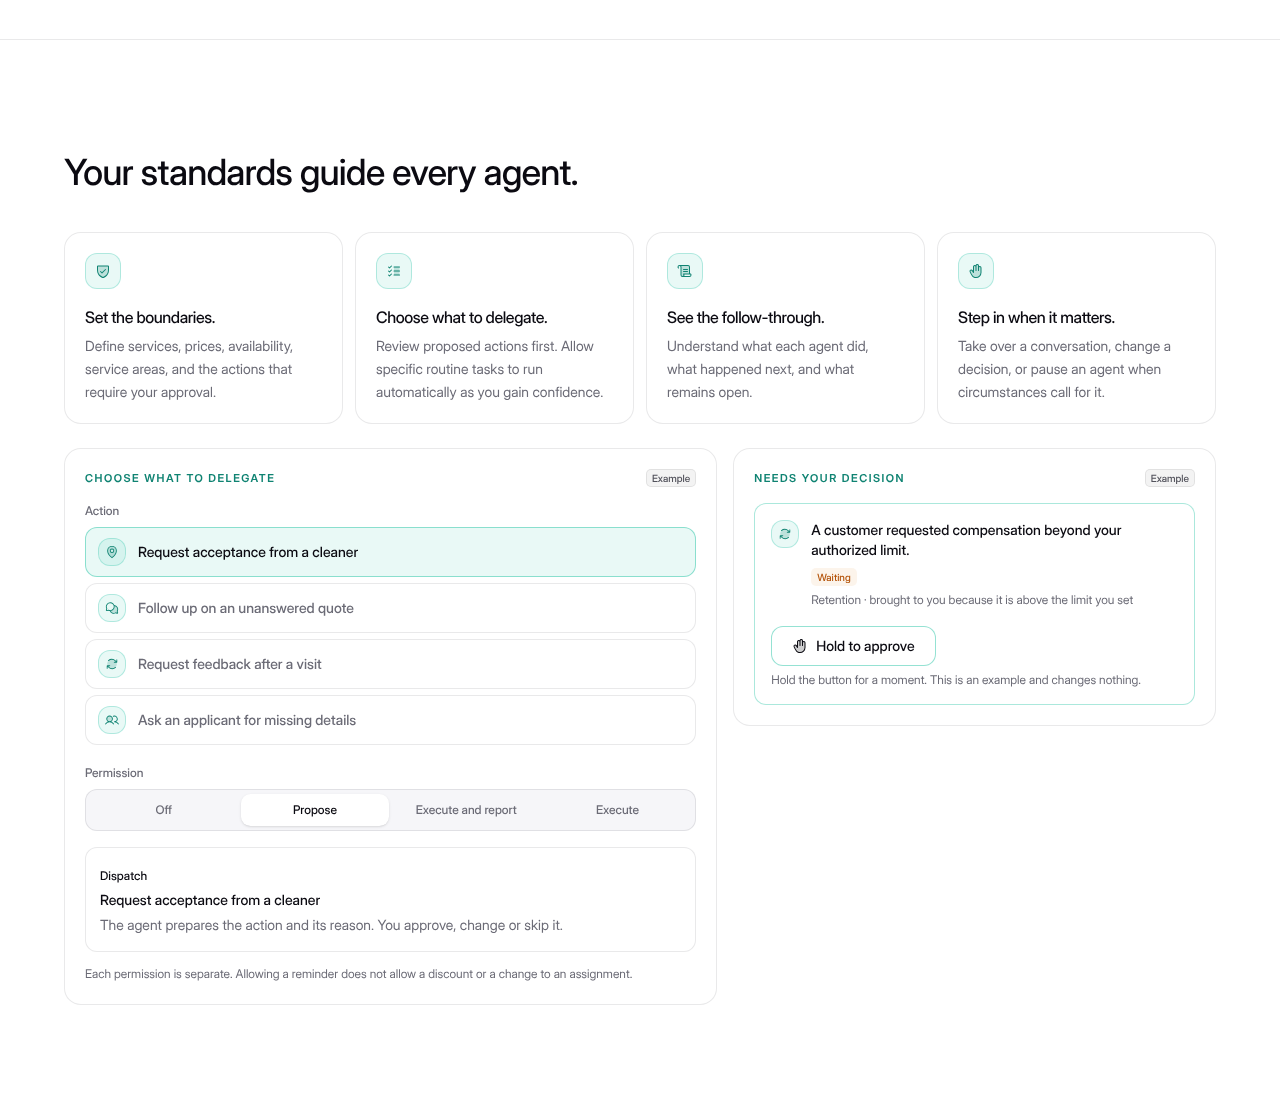 Your standards guide every agent.
Set the boundaries.
Define services, prices, availability,
service areas, and the actions that
require your approval.
Choose what to delegate.
Review proposed actions first. Allow
specific routine tasks to run
automatically as you gain confidence.
See the follow-through.
Understand what each agent did,
what happened next, and what
remains open.
Step in when it matters.
Take over a conversation, change a
decision, or pause an agent when
circumstances call for it.
CHOOSE WHAT TO DELEGATE
Example
Action
Request acceptance from a cleaner
Follow up on an unanswered quote
Request feedback after a visit
Ask an applicant for missing details
Permission
Off
Propose
Execute and report
Execute
Dispatch
Request acceptance from a cleaner
The agent prepares the action and its reason. You approve, change or skip it.
Each permission is separate. Allowing a reminder does not allow a discount or a change to an assignment.
NEEDS YOUR DECISION
Example
A customer requested compensation beyond your
authorized limit.
Waiting
Retention · brought to you because it is above the limit you set
Hold to approve
Hold the button for a moment. This is an example and changes nothing.